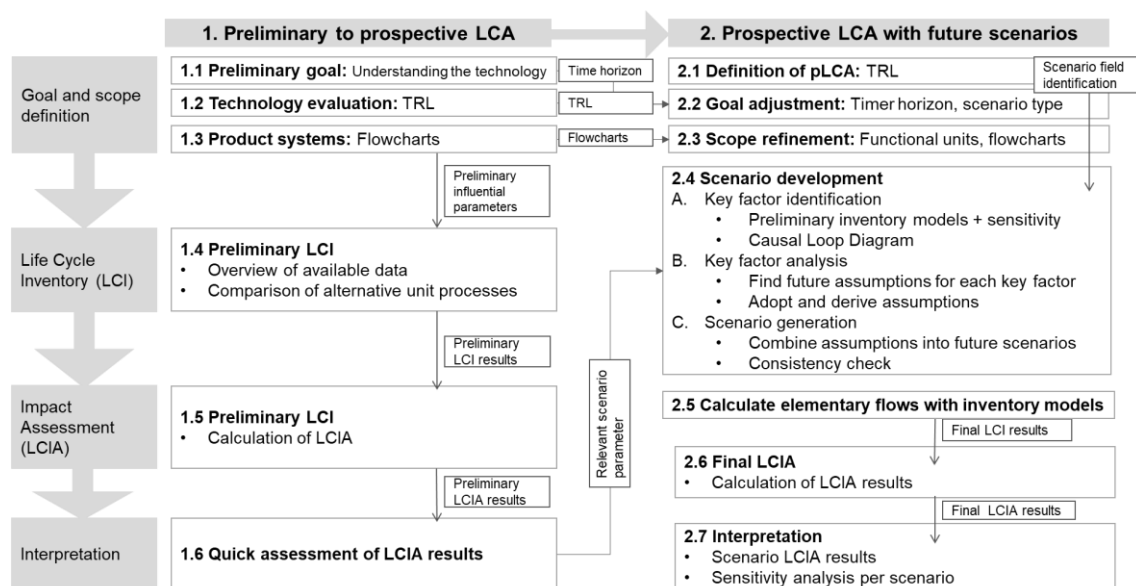 1. Preliminary to prospective LCA
2. Prospective LCA with future scenarios
Goal and scope
definition
1.1 Preliminary goal: Understanding the technology
Time horizon
2.1 Definition of pLCA: TRL
Scenario field
identification
1.2 Technology evaluation: TRL
TRL
2.2 Goal adjustment: Timer horizon, scenario type
1.3 Product systems: Flowcharts
Flowcharts
2.3 Scope refinement: Functional units, flowcharts
Preliminary
influential
parameters
Life Cycle
Inventory (LCI)
1.4 Preliminary LCI
• Overview of available data
• Comparison of alternative unit processes
Preliminary
LCI results
Impact
Assessment
(LCIA)
1.5 Preliminary LCI
• Calculation of LCIA
Preliminary
LCIA results
Interpretation
1.6 Quick assessment of LCIA results
Relevant scenario
parameter
2.4 Scenario development
A. Key factor identification
• Preliminary inventory models + sensitivity
• Causal Loop Diagram
B. Key factor analysis
• Find future assumptions for each key factor
• Adopt and derive assumptions
C. Scenario generation
• Combine assumptions into future scenarios
• Consistency check
2.5 Calculate elementary flows with inventory models
Final LCI results
2.6 Final LCIA
• Calculation of LCIA results
Final LCIA results
2.7 Interpretation
• Scenario LCIA results
• Sensitivity analysis per scenario